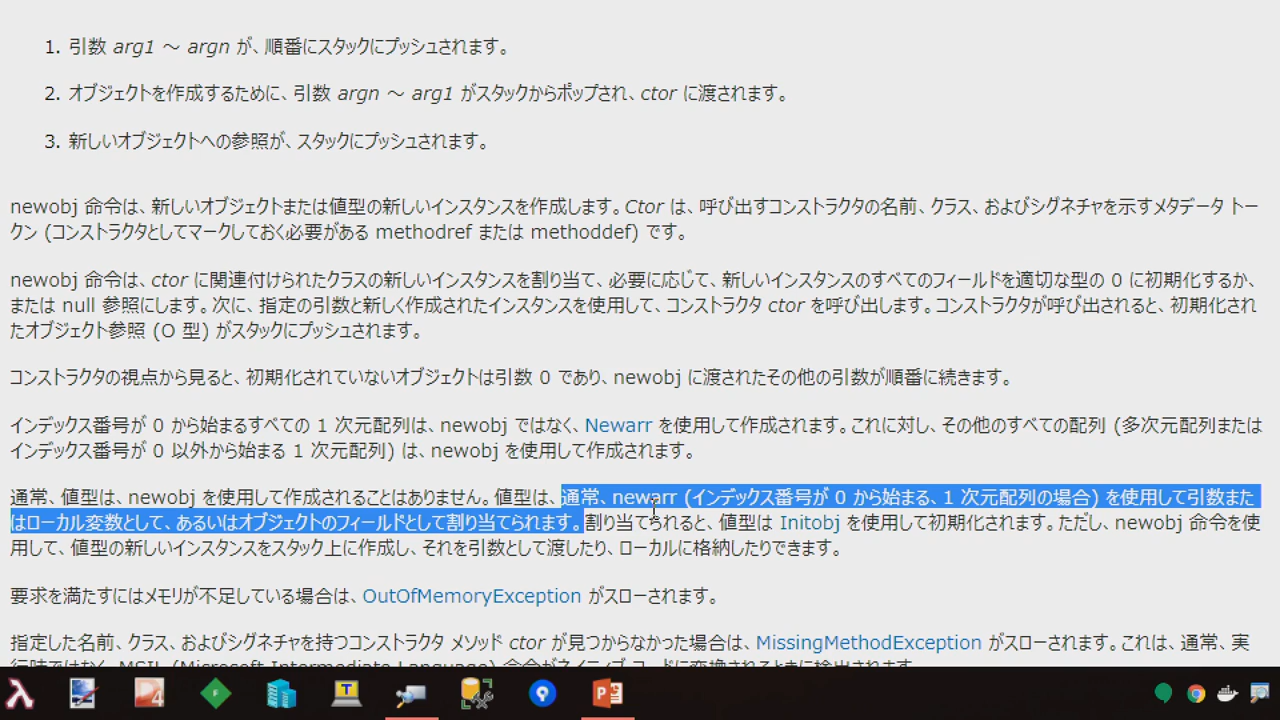 1. 引数 arg1 ～ argn が、順番にスタックにプッシュされます。
2. オブジェクトを作成するために、引数 argn ～ arg1 がスタックからポップされ、ctor に渡されます。
3. 新しいオブジェクトへの参照が、スタックにプッシュされます。
newobj 命令は、新しいオブジェクトまたは値型の新しいインスタンスを作成します。Ctor は、呼び出すコンストラクタの名前、クラス、およびシグネチャを示すメタデータ トー
クン (コンストラクタとしてマークしておく必要がある methodref または methoddef) です。
newobj 命令は、ctor に関連付けられたクラスの新しいインスタンスを割り当て、必要に応じて、新しいインスタンスのすべてのフィールドを適切な型の 0 に初期化するか、
または null 参照にします。次に、指定の引数と新しく作成されたインスタンスを使用して、コンストラクタ ctor を呼び出します。コンストラクタが呼び出されると、初期化され
たオブジェクト参照 (O 型) がスタックにプッシュされます。
コンストラクタの視点から見ると、初期化されていないオブジェクトは引数 0 であり、newobj に渡されたその他の引数が順番に続きます。
インデックス番号が 0 から始まるすべての 1 次元配列は、newobj ではなく、Newarr を使用して作成されます。これに対し、その他のすべての配列 (多次元配列または
インデックス番号が 0 以外から始まる 1 次元配列) は、newobj を使用して作成されます。
通常、値型は、newobj を使用して作成されることはありません。値型は、通常、newarr (インデックス番号が 0 から始まる、1 次元配列の場合) を使用して引数また
はローカル変数として、あるいはオブジェクトのフィールドとして割り当てられます。割り当てられると、値型は Initobj を使用して初期化されます。ただし、newobj 命令を使
用して、値型の新しいインスタンスをスタック上に作成し、それを引数として渡したり、ローカルに格納したりできます。
要求を満たすにはメモリが不足している場合は、OutOfMemoryException がスローされます。
指定した名前、クラス、およびシグネチャを持つコンストラクタ メソッド ctor が見つからなかった場合は、MissingMethodException がスローされます。これは、通常、実
行時ではなく、MSIL (Microsoft Intermediate Language) 命令がネイティブ コードに変換されるときに検出されます。